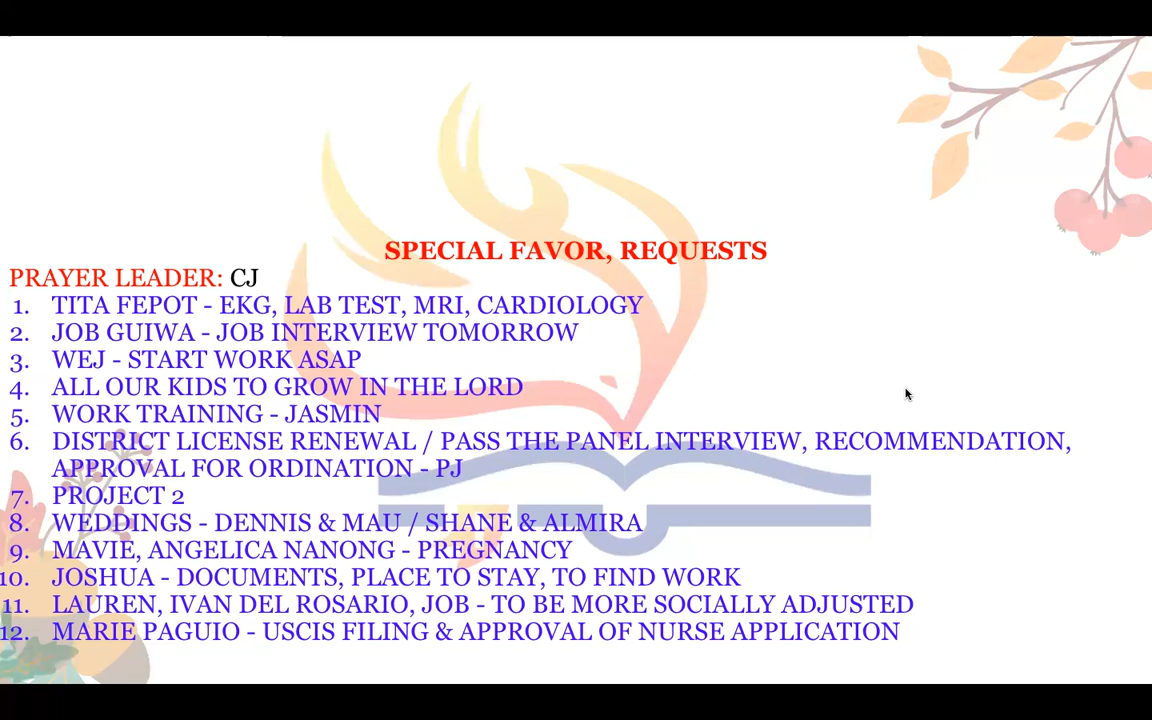 SPECIAL FAVOR, REQUESTS
PRAYER LEADER: CJ
1. TITA FEPOT - EKG, LAB TEST, MRI, CARDIOLOGY
2. JOB GUIWA - JOB INTERVIEW TOMORROW
3. WEJ - START WORK ASAP
4. ALL OUR KIDS TO GROW IN THE LORD
5. WORK TRAINING - JASMIN
6. DISTRICT LICENSE RENEWAL / PASS THE PANEL INTERVIEW, RECOMMENDATION,
APPROVAL FOR ORDINATION - PJ
7. PROJECT 2
8. WEDDINGS - DENNIS & MAU / SHANE & ALMIRA
9. MAVIE, ANGELICA NANONG - PREGNANCY
10. JOSHUA - DOCUMENTS, PLACE TO STAY, TO FIND WORK
11. LAUREN, IVAN DEL ROSARIO, JOB - TO BE MORE SOCIALLY ADJUSTED
12. MARIE PAGUIO - USCIS FILING & APPROVAL OF NURSE APPLICATION